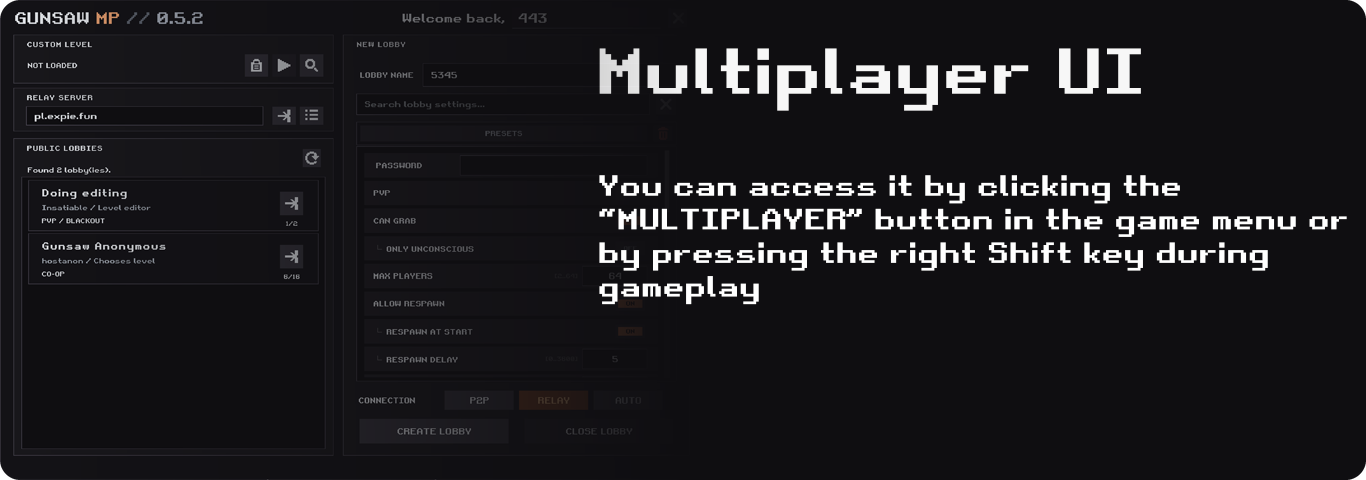 GUNSAW MP // 0.5.2
Welcome back, 443
CUSTOM LEVEL
NOT LOADED
RELAY SERVER
pl.expie.fun
PUBLIC LOBBIES
Found 2 lobby(ies).
Doing editing
Insatiable / Level editor
PVP / BLACKOUT
1/2
Gunsaw Anonymous
hostanon / Chooses level
CO-OP
6/16
NEW LOBBY
LOBBY NAME 5345
Search lobby settings...
PRESETS
PASSWORD
PVP
CAN GRAB
ONLY UNCONSCIOUS
MAX PLAYERS 64
ALLOW RESPAWN
RESPAWN AT START
RESPAWN DELAY 5
CONNECTION P2P RELAY AUTO
CREATE LOBBY CLOSE LOBBY
Multiplayer UI
You can access it by clicking the
“MULTIPLAYER” button in the game menu or
by pressing the right Shift key during
gameplay